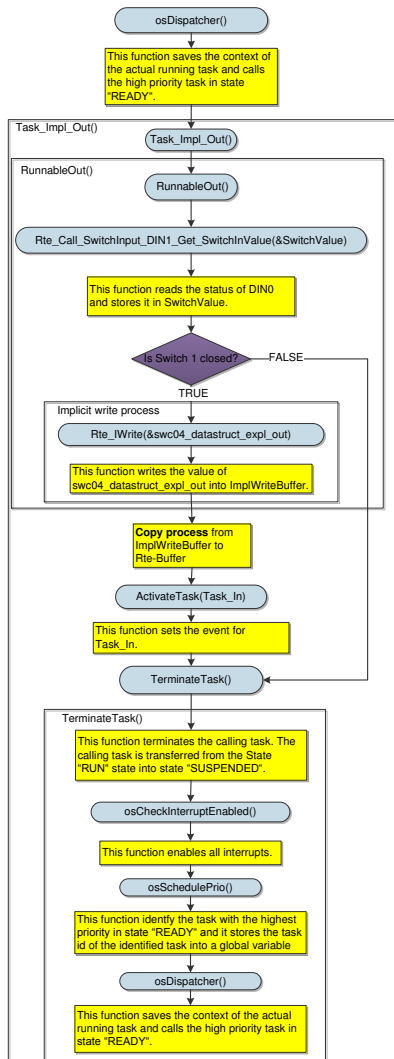 osDispatcher()
This function saves the context of
the actual running task and calls
the high priority task in state
"READY".
Task_Impl_Out()
Task_Impl_Out()
RunnableOut()
RunnableOut()
Rte_Call_SwitchInput_DIN1_Get_SwitchInValue(&SwitchValue)
This function reads the status of DIN0
and stores it in SwitchValue.
Is Switch 1 closed?
FALSE
TRUE
Implicit write process
Rte_IWrite(&swc04_datastruct_expl_out)
This function writes the value of
swc04_datastruct_expl_out into ImplWriteBuffer.
Copy process from
ImplWriteBuffer to
Rte-Buffer
ActivateTask(Task_In)
This function sets the event for
Task_In.
TerminateTask()
TerminateTask()
This function terminates the calling task. The
calling task is transferred from the State
"RUN" state into state "SUSPENDED".
osCheckInterruptEnabled()
This function enables all interrupts.
osSchedulePrio()
This function identfy the task with the highest
priority in state "READY" and it stores the task
id of the identified task into a global variable
osDispatcher()
This function saves the context of the actual
running task and calls the high priority task in
state "READY".